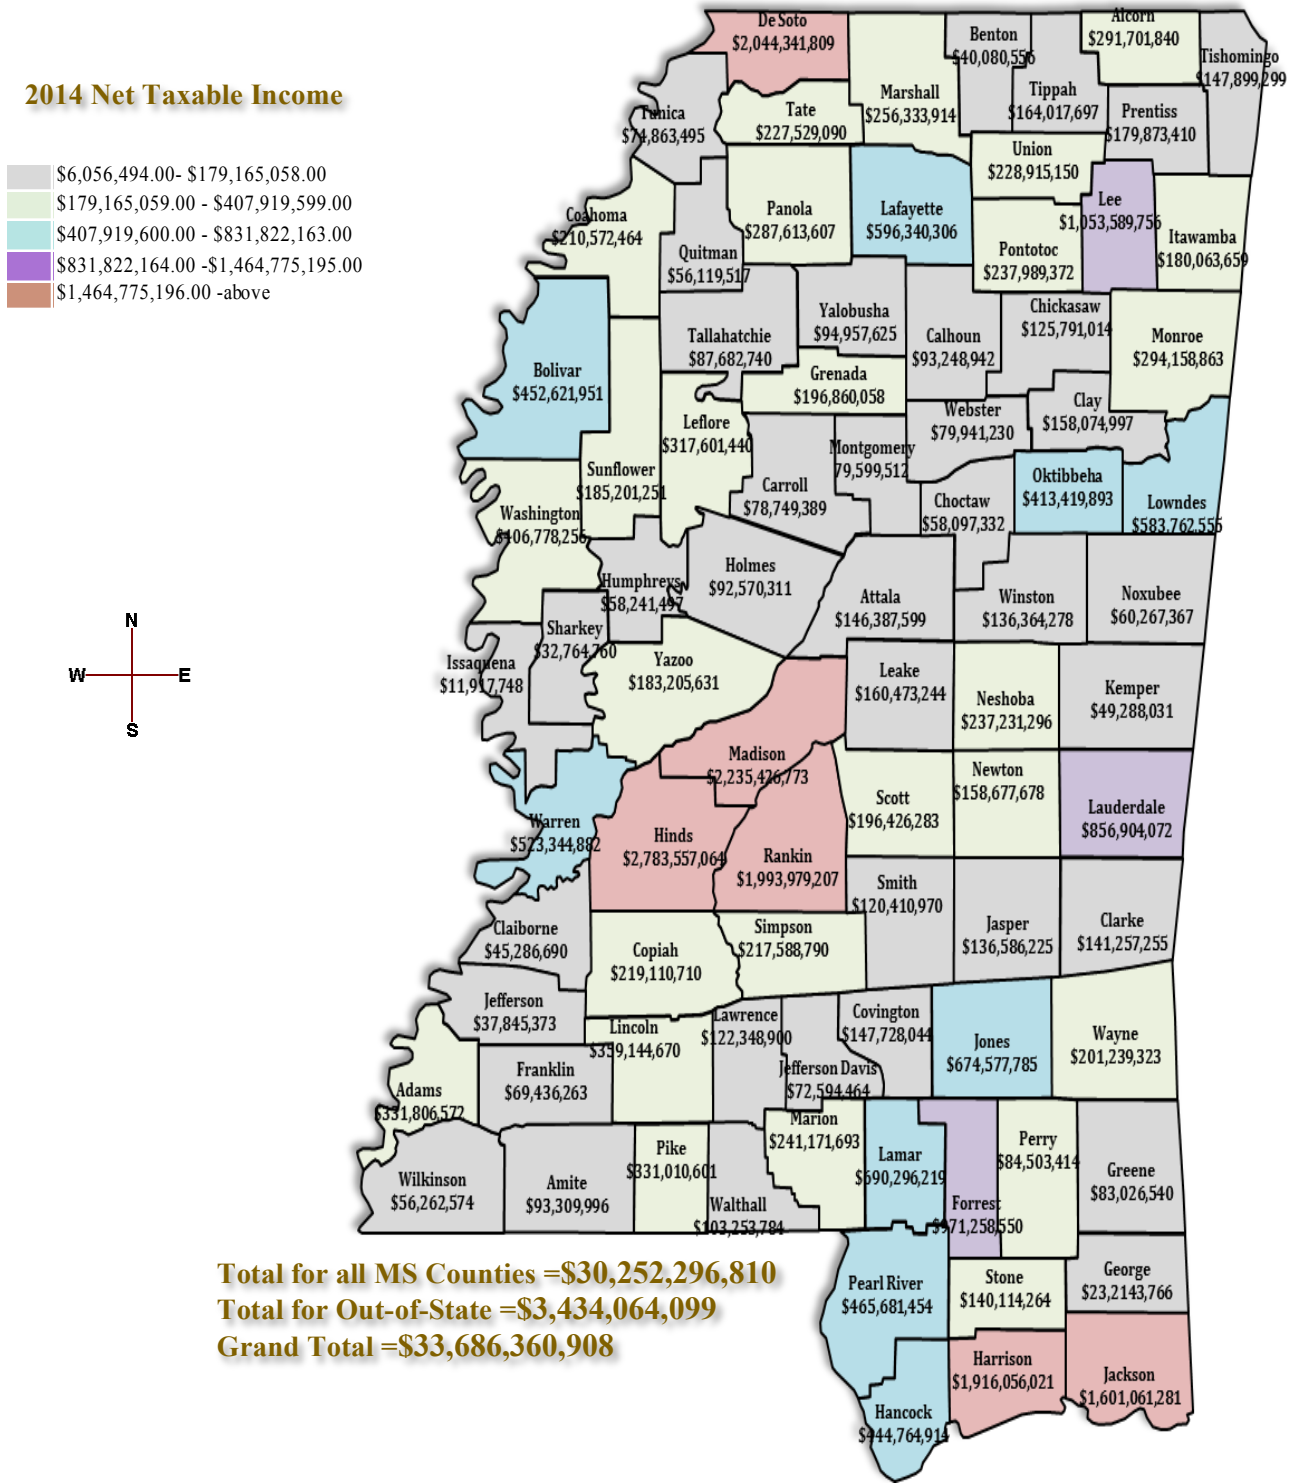 2014 Net Taxable Income
$6,056,494.00- $179,165,058.00
$179,165,059.00 - $407,919,599.00
$407,919,600.00 - $831,822,163.00
$831,822,164.00 -$1,464,775,195.00
$1,464,775,196.00 -above
N
W
E
S
De Soto
$2,044,341,809
Benton
$40,080,556
Alcorn
$291,701,840
Tishomingo
$147,899,299
Marshall
$256,333,914
Tippah
$164,017,697
Prentiss
$179,873,410
Tunica
$74,863,495
Tate
$227,529,090
Union
$228,915,150
Coahoma
$210,572,464
Quitman
$56,119,517
Panola
$287,613,607
Lafayette
$596,340,306
Pontotoc
$237,989,372
Lee
$1,053,589,756
Itawamba
$180,063,659
Bolivar
$452,621,951
Tallahatchie
$87,682,740
Yalobusha
$94,957,625
Calhoun
$93,248,942
Chickasaw
$125,791,014
Monroe
$294,158,863
Grenada
$196,860,058
Leflore
$317,601,440
Webster
$79,941,230
Clay
$158,074,997
Sunflower
$185,201,251
Carroll
$78,749,389
Montgomery
79,599,512
Choctaw
$58,097,332
Oktibbeha
$413,419,893
Lowndes
$583,762,555
Washington
$406,778,256
Humphreys
$58,241,497
Holmes
$92,570,311
Attala
$146,387,599
Winston
$136,364,278
Noxubee
$60,267,367
Sharkey
$32,764,760
Issaquena
$11,917,748
Yazoo
$183,205,631
Leake
$160,473,244
Neshoba
$237,231,296
Kemper
$49,288,031
Madison
$2,235,426,773
Warren
$523,344,882
Hinds
$2,783,557,064
Rankin
$1,993,979,207
Scott
$196,426,283
Newton
$158,677,678
Lauderdale
$856,904,072
Smith
$120,410,970
Jasper
$136,586,225
Clarke
$141,257,255
Claiborne
$45,286,690
Copiah
$219,110,710
Simpson
$217,588,790
Jefferson
$37,845,373
Lincoln
$359,144,670
Lawrence
$122,348,900
Covington
$147,728,044
Jones
$674,577,785
Wayne
$201,239,323
Jefferson Davis
$72,594,464
Adams
$331,806,572
Franklin
$69,436,263
Marion
$241,171,693
Wilkinson
$56,262,574
Amite
$93,309,996
Pike
$331,010,601
Walthall
$103,253,784
Lamar
$690,296,219
Forrest
$971,258,550
Perry
$84,503,414
Greene
$83,026,540
Pearl River
$465,681,454
Stone
$140,114,264
George
$23,2143,766
Hancock
$444,764,914
Harrison
$1,916,056,021
Jackson
$1,601,061,281
Total for all MS Counties =$30,252,296,810
Total for Out-of-State =$3,434,064,099
Grand Total =$33,686,360,908